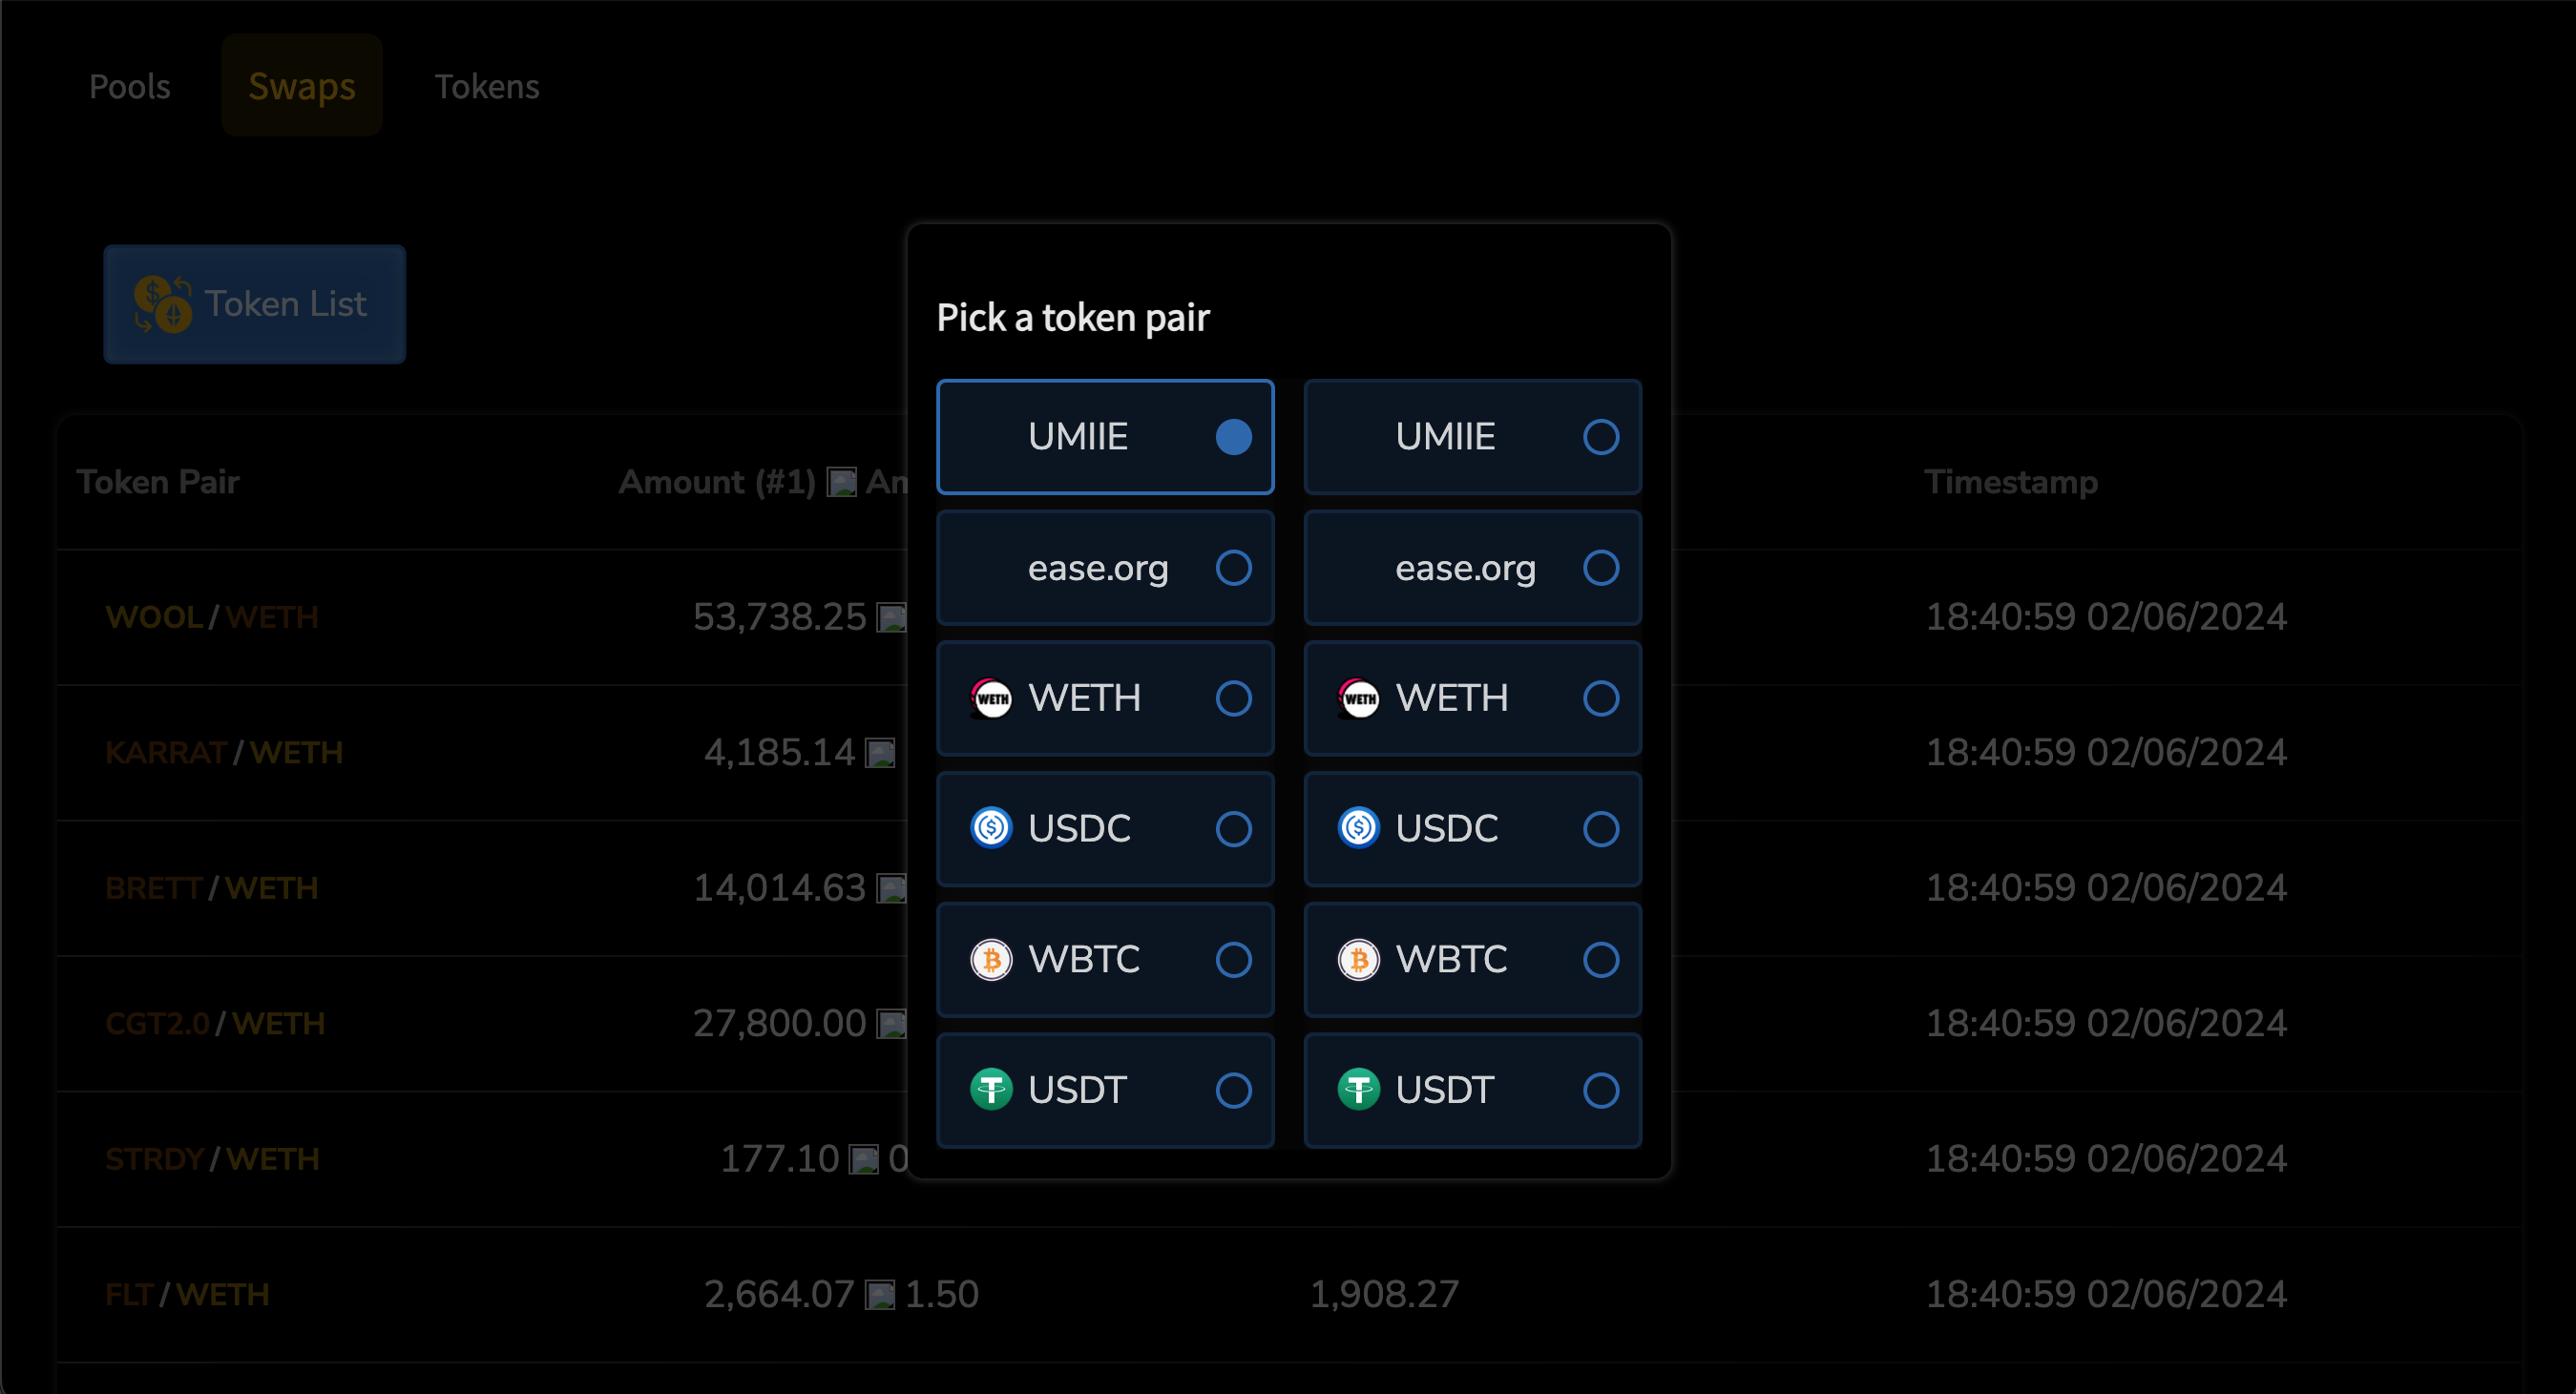 Pools Swaps Tokens
Token List
Pick a token pair
UMIIE UMIIE
ease.org ease.org
WETH WETH WETH WETH
USDC USDC
WBTC WBTC
USDT USDT
Token Pair Amount (#1) Timestamp
WOOL/WETH 53,738.25 18:40:59 02/06/2024
KARRAT/WETH 4,185.14 18:40:59 02/06/2024
BRETT/WETH 14,014.63 18:40:59 02/06/2024
CGT2.0/WETH 27,800.00 18:40:59 02/06/2024
STRDY/WETH 177.10 0 18:40:59 02/06/2024
FLT/WETH 2,664.07 1.50 1,908.27 18:40:59 02/06/2024